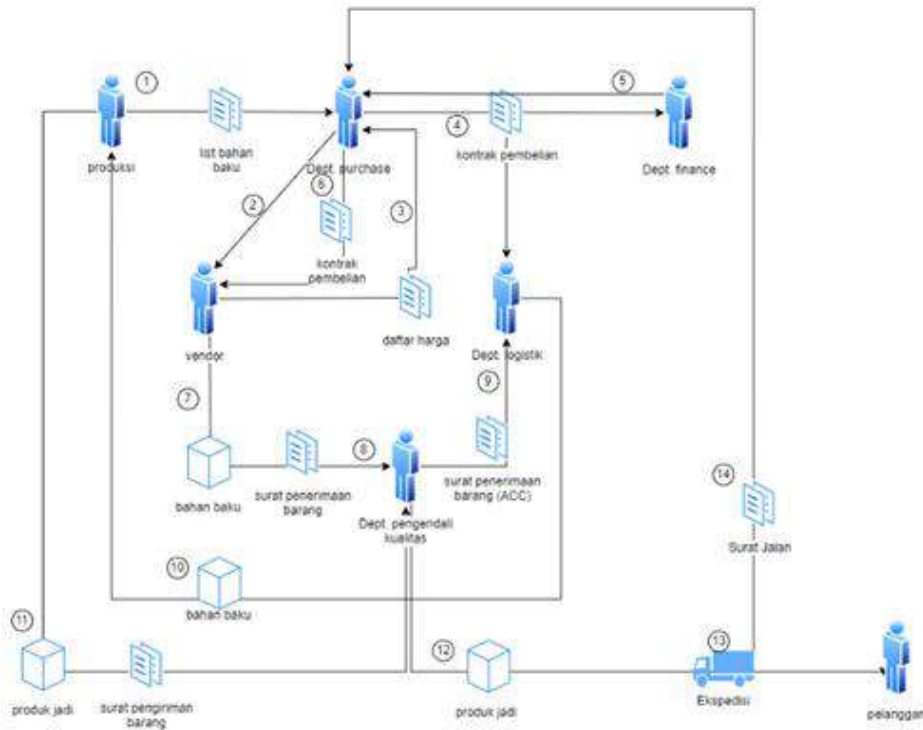 1
5
4
list bahan
baku
kontrak pembelian
produksi
Dept. purchase
Dept. finance
6
2
3
kontrak
pembelian
vendor
daftar harga
Dept. logistik
9
7
8
bahan baku
surat penerimaan
barang
surat penerimaan
barang (ACC)
14
Dept. pengendali
kualitas
Surat Jalan
10
bahan baku
11
12
13
produk jadi
surat pengiriman
barang
produk jadi
Ekspedisi
pelanggan